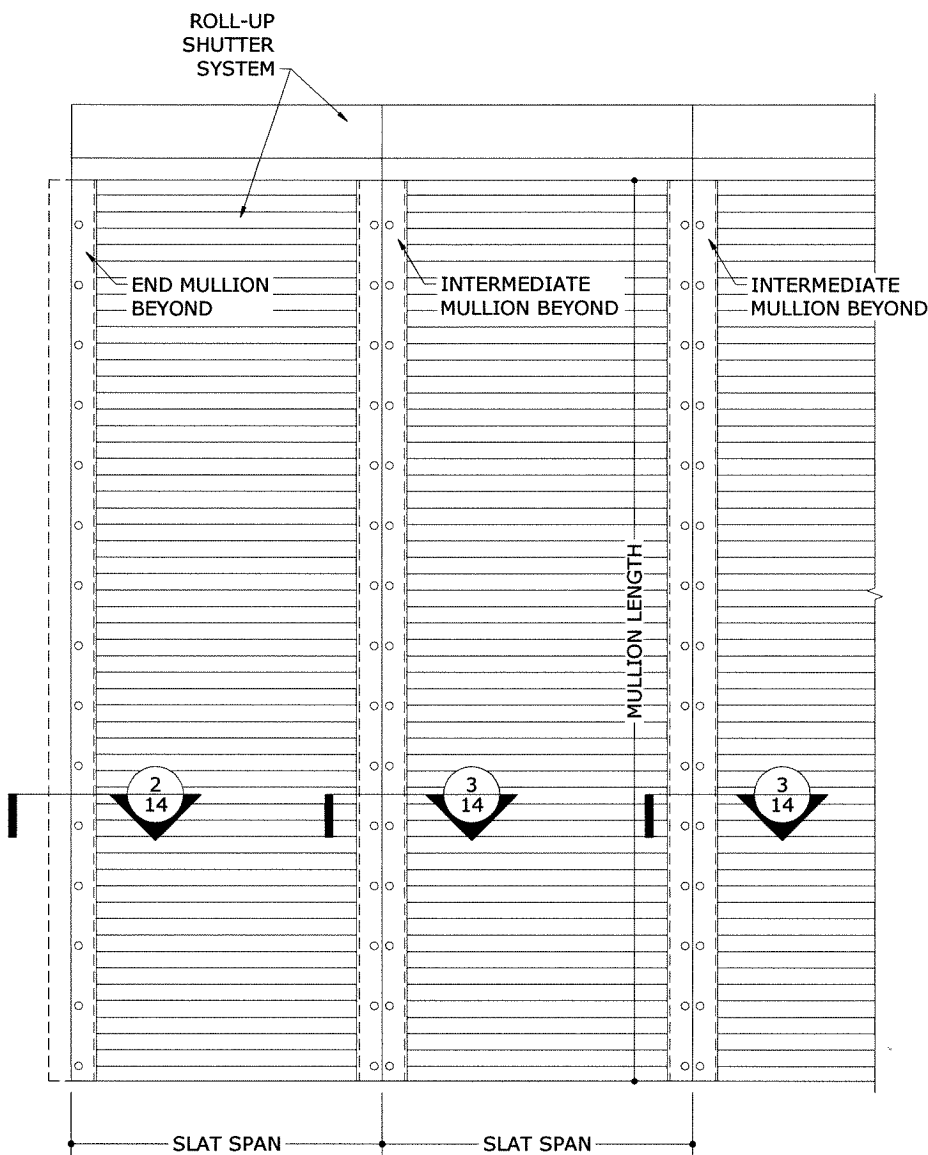 ROLL-UP
SHUTTER
SYSTEM
END MULLION
BEYOND
INTERMEDIATE
MULLION BEYOND
INTERMEDIATE
MULLION BEYOND
MULLION LENGTH
2
14
3
14
3
14
SLAT SPAN
SLAT SPAN